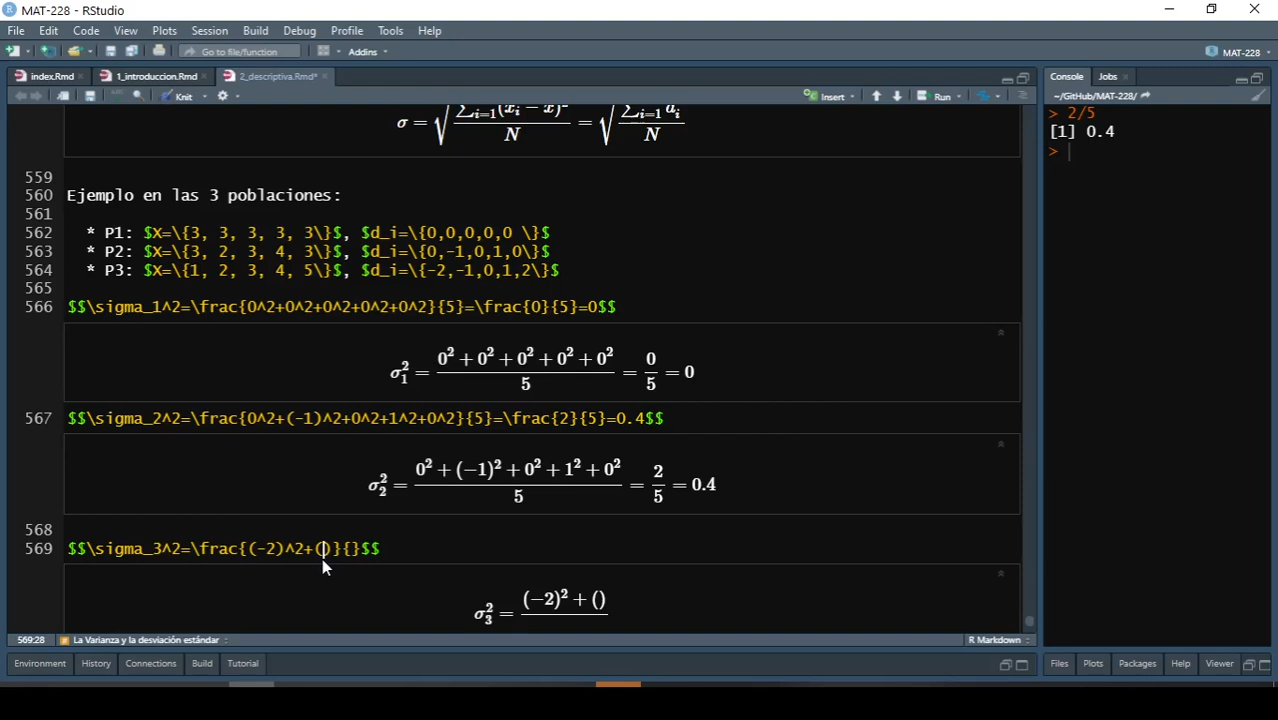 MAT-228 - RStudio
File Edit Code View Plots Session Build Debug Profile Tools Help
Go to file/function Addins MAT-228
index.Rmd 1_introduccion.Rmd 2_descriptiva.Rmd*
Knit Insert Run
σ = √ Σi=1(xi − x)² / N = √ Σi=1 di / N
559
560 Ejemplo en las 3 poblaciones:
561
562 * P1: $X=\{3, 3, 3, 3, 3\}$, $d_i=\{0,0,0,0,0 \}$
563 * P2: $X=\{3, 2, 3, 4, 3\}$, $d_i=\{0,-1,0,1,0\}$
564 * P3: $X=\{1, 2, 3, 4, 5\}$, $d_i=\{-2,-1,0,1,2\}$
565
566 $$\sigma_1^2=\frac{0^2+0^2+0^2+0^2+0^2}{5}=\frac{0}{5}=0$$
σ₁² = (0² + 0² + 0² + 0² + 0²) / 5 = 0 / 5 = 0
567 $$\sigma_2^2=\frac{0^2+(-1)^2+0^2+1^2+0^2}{5}=\frac{2}{5}=0.4$$
σ₂² = (0² + (−1)² + 0² + 1² + 0²) / 5 = 2 / 5 = 0.4
568
569 $$\sigma_3^2=\frac{(-2)^2+()}{}$$
σ₃² = (−2)² + ()
569:28 La Varianza y la desviación estándar R Markdown
Environment History Connections Build Tutorial
Console Jobs
~/GitHub/MAT-228/
> 2/5
[1] 0.4
>
Files Plots Packages Help Viewer